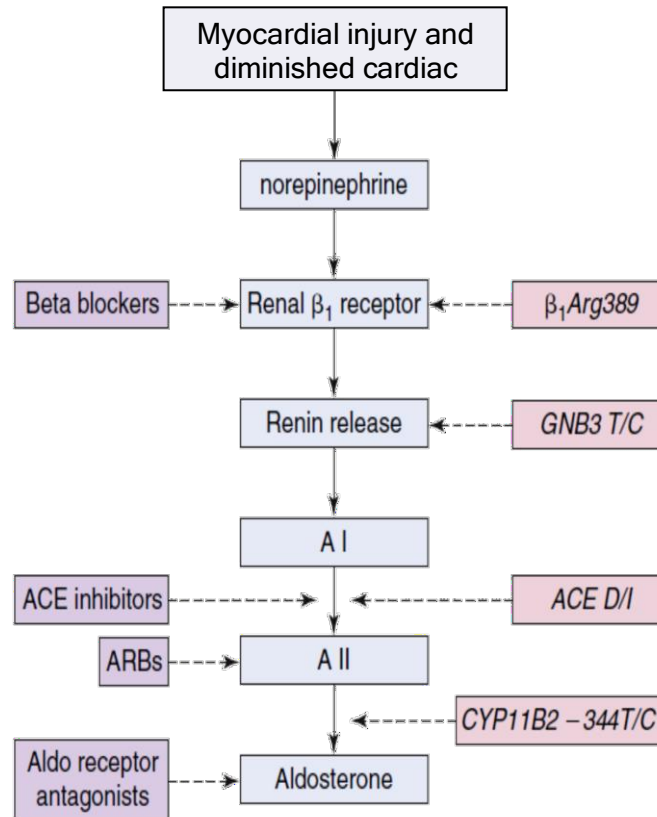 Myocardial injury and
diminished cardiac
norepinephrine
Beta blockers
Renal β₁ receptor
β₁Arg389
Renin release
GNB3 T/C
A I
ACE inhibitors
ACE D/I
ARBs
A II
CYP11B2 – 344T/C
Aldo receptor
antagonists
Aldosterone